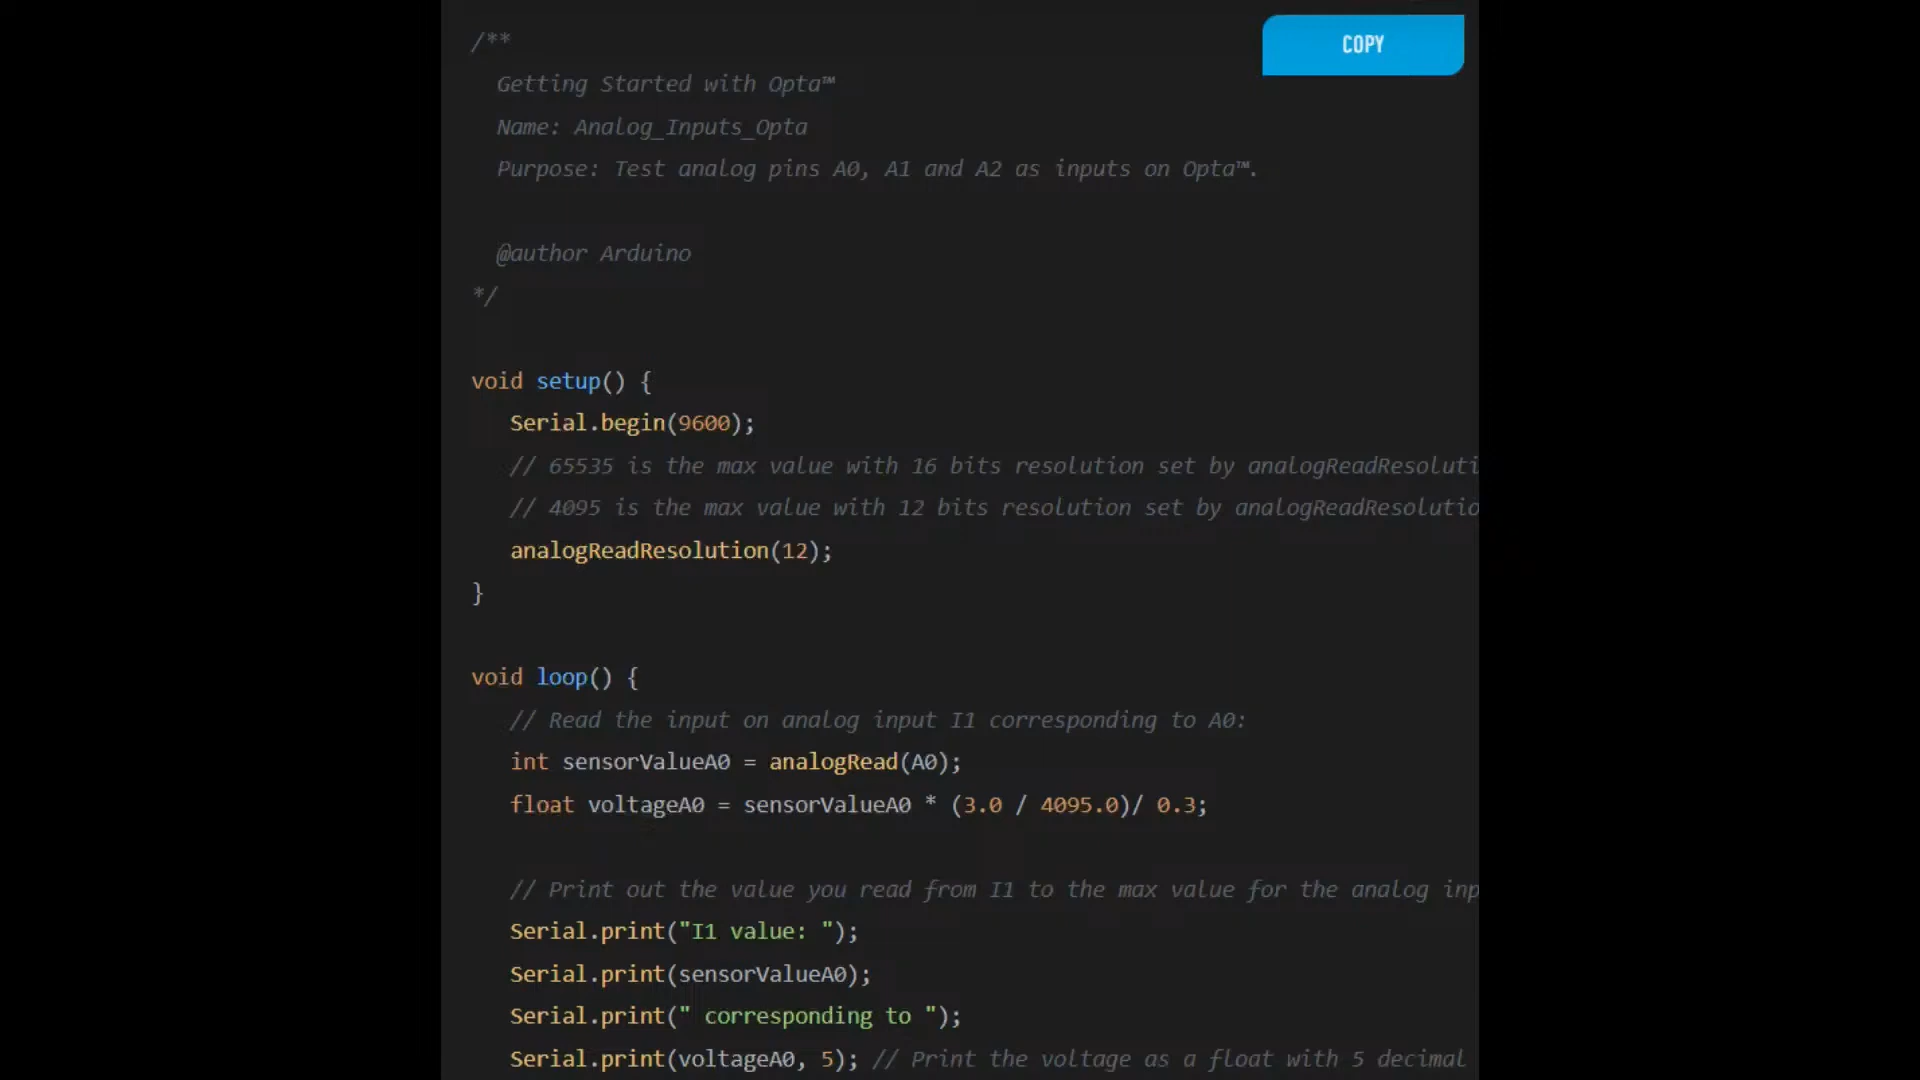 COPY
/**
Getting Started with Opta™
Name: Analog_Inputs_Opta
Purpose: Test analog pins A0, A1 and A2 as inputs on Opta™.
@author Arduino
*/
void setup() {
Serial.begin(9600);
// 65535 is the max value with 16 bits resolution set by analogReadResoluti
// 4095 is the max value with 12 bits resolution set by analogReadResolutio
analogReadResolution(12);
}
void loop() {
// Read the input on analog input I1 corresponding to A0:
int sensorValueA0 = analogRead(A0);
float voltageA0 = sensorValueA0 * (3.0 / 4095.0)/ 0.3;
// Print out the value you read from I1 to the max value for the analog inp
Serial.print("I1 value: ");
Serial.print(sensorValueA0);
Serial.print(" corresponding to ");
Serial.print(voltageA0, 5); // Print the voltage as a float with 5 decimal